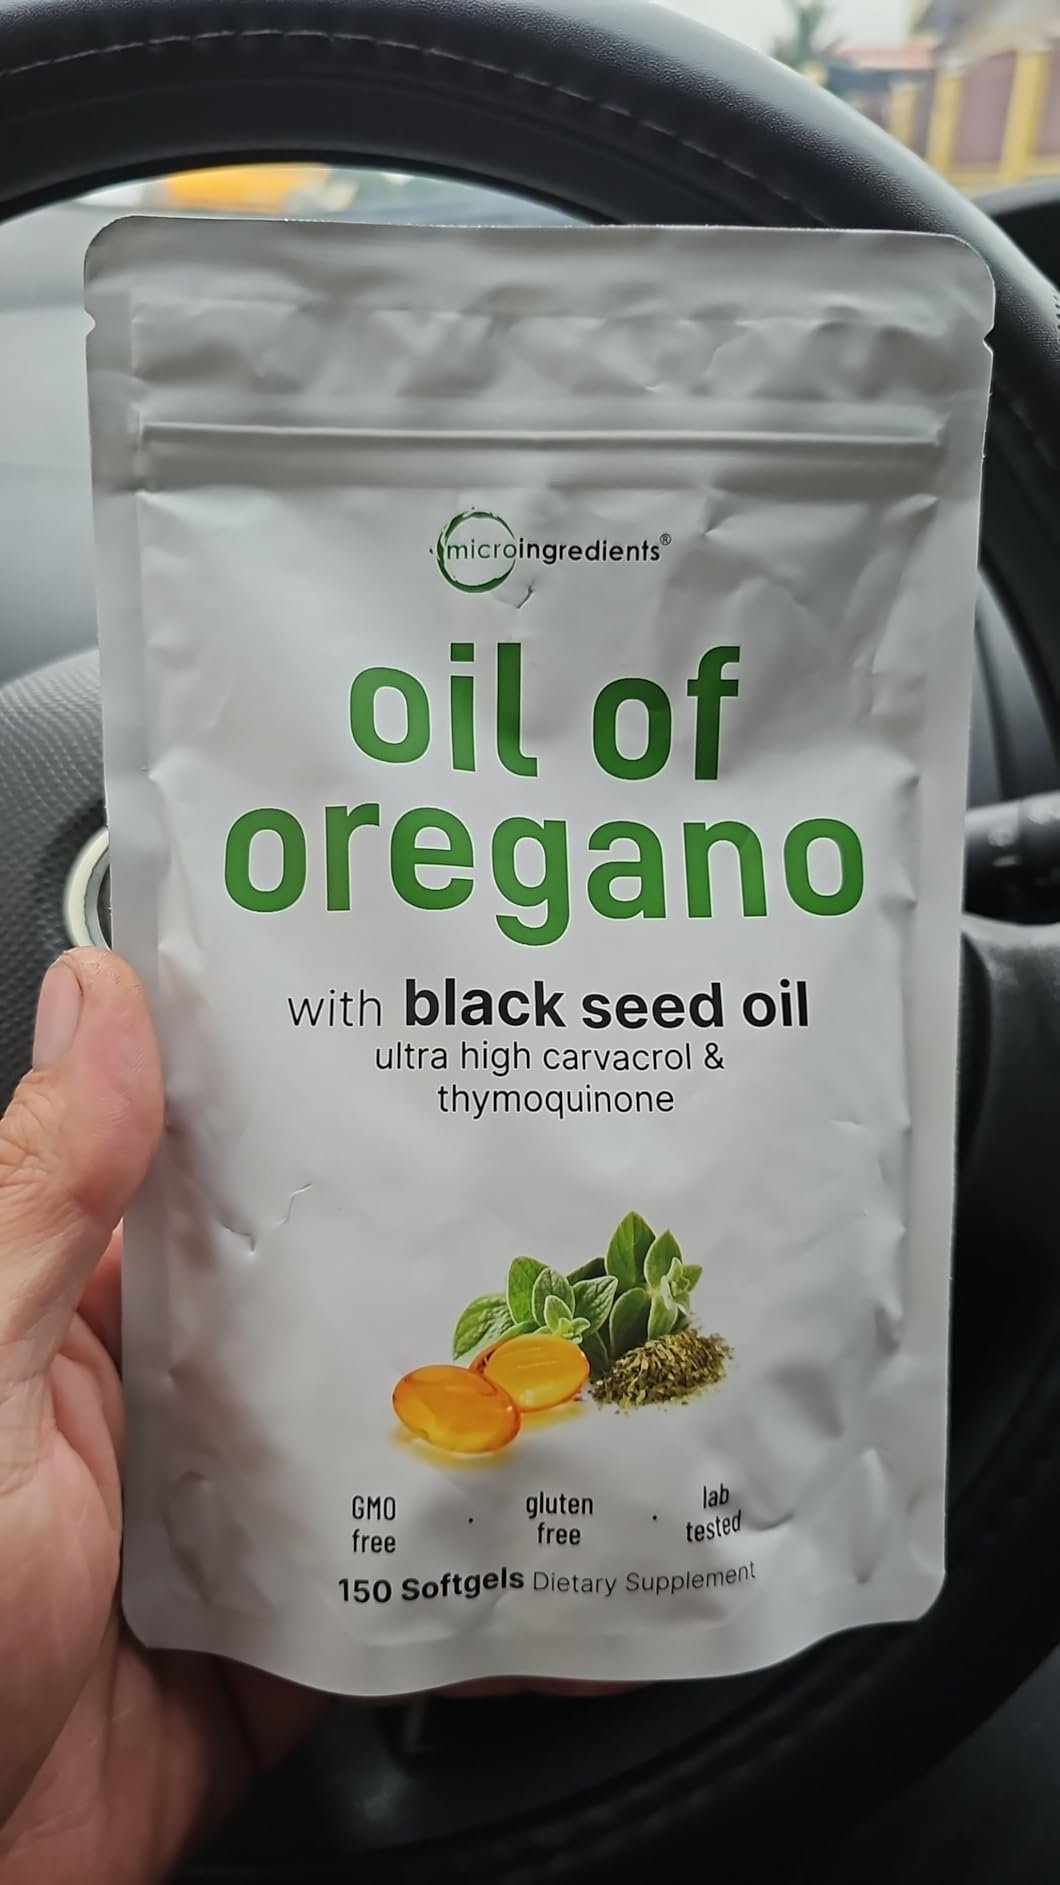 microingredients®
oil of
oregano
with black seed oil
ultra high carvacrol &
thymoquinone
GMO free · gluten free · lab tested
150 Softgels Dietary Supplement